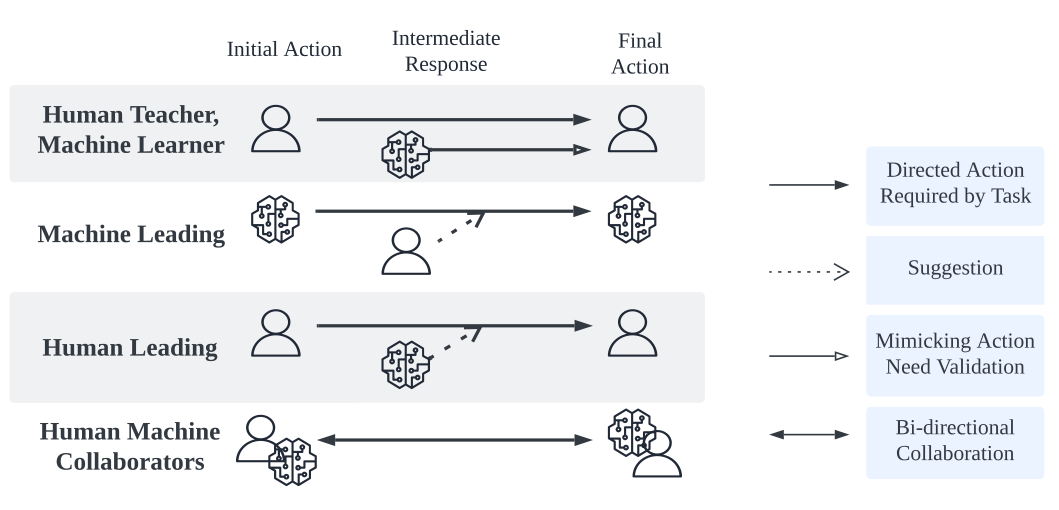 Initial Action
Intermediate
Response
Final
Action
Human Teacher,
Machine Learner
Machine Leading
Human Leading
Human Machine
Collaborators
Directed Action
Required by Task
Suggestion
Mimicking Action
Need Validation
Bi-directional
Collaboration